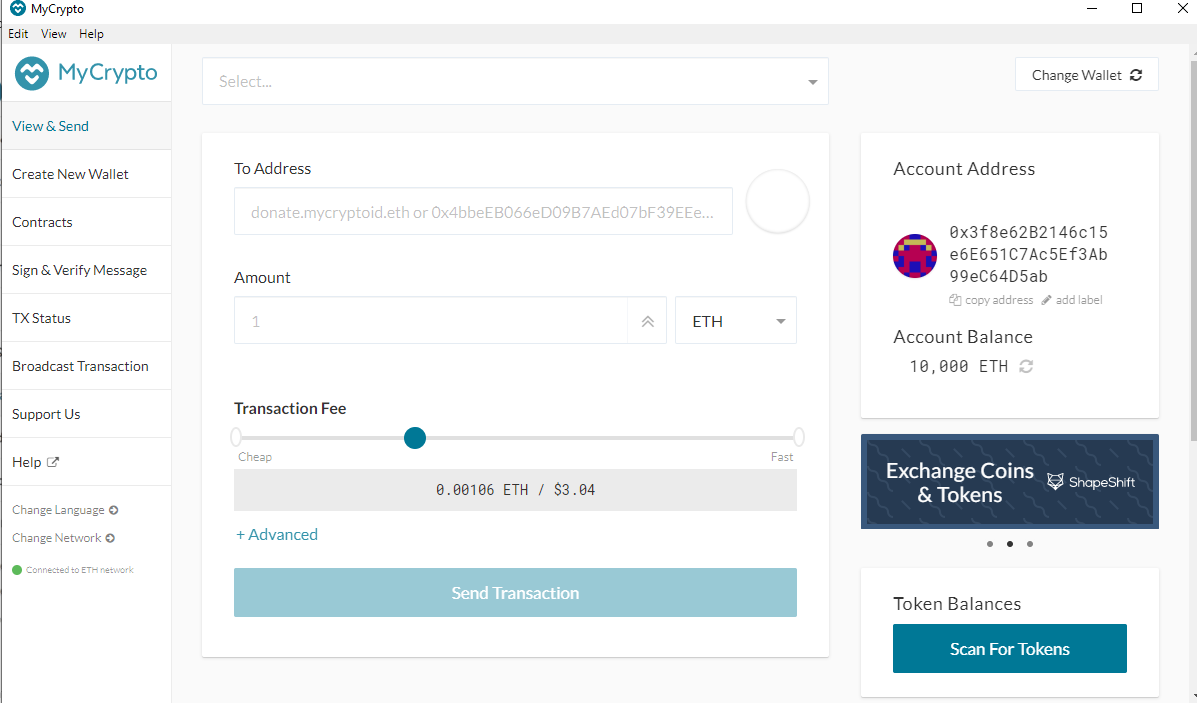 MyCrypto
Edit View Help
MyCrypto
View & Send
Create New Wallet
Contracts
Sign & Verify Message
TX Status
Broadcast Transaction
Support Us
Help
Change Language
Change Network
Connected to ETH network
Select...
Change Wallet
To Address
donate.mycryptoid.eth or 0x4bbeEB066eD09B7AEd07bF39EEe...
Amount
1
ETH
Transaction Fee
Cheap
Fast
0.00106 ETH / $3.04
+ Advanced
Send Transaction
Account Address
0x3f8e62B2146c15
e6E651C7Ac5Ef3Ab
99eC64D5ab
copy address add label
Account Balance
10,000 ETH
Exchange Coins
& Tokens
ShapeShift
Token Balances
Scan For Tokens